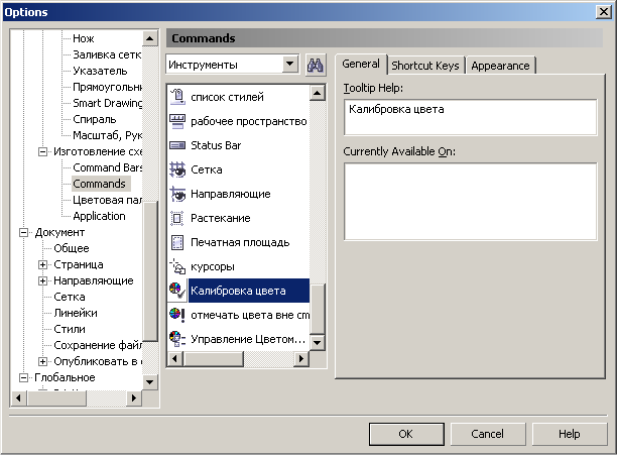 Options
Нож
Заливка сетк
Указатель
Прямоугольни
Smart Drawing
Спираль
Масштаб, Рук
Изготовление схе
Command Bars
Commands
Цветовая пал
Application
Документ
Общее
Страница
Направляющие
Сетка
Линейки
Стили
Сохранение файл
Опубликовать в
Глобальное
Commands
Инструменты
список стилей
рабочее пространство
Status Bar
Сетка
Направляющие
Растекание
Печатная площадь
курсоры
Калибровка цвета
отмечать цвета вне cm
Управление Цветом...
General
Shortcut Keys
Appearance
Tooltip Help:
Калибровка цвета
Currently Available On:
OK
Cancel
Help